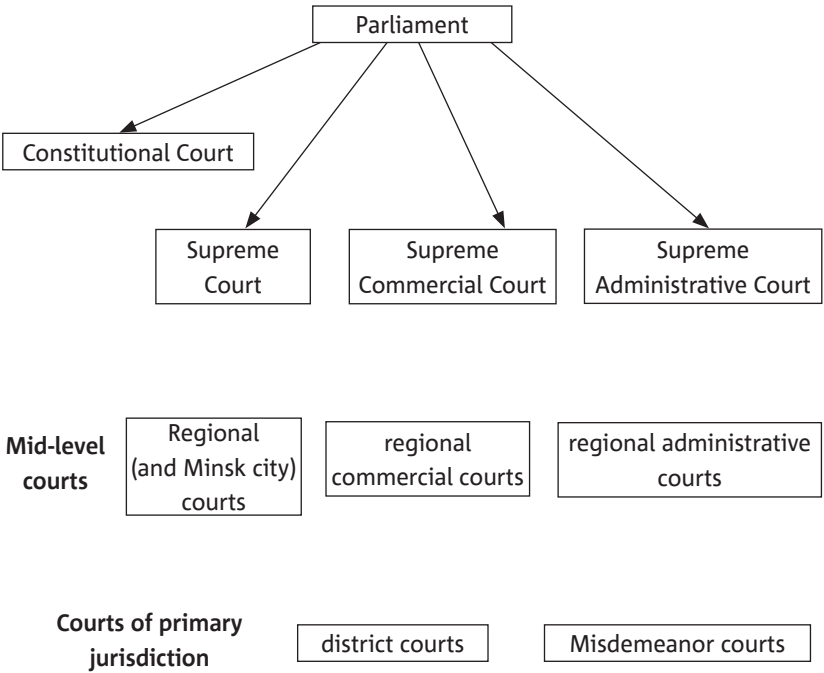 Parliament
Constitutional Court
Supreme
Court
Supreme
Commercial Court
Supreme
Administrative Court
Mid-level
courts
Regional
(and Minsk city)
courts
regional
commercial courts
regional administrative
courts
Courts of primary
jurisdiction
district courts
Misdemeanor courts